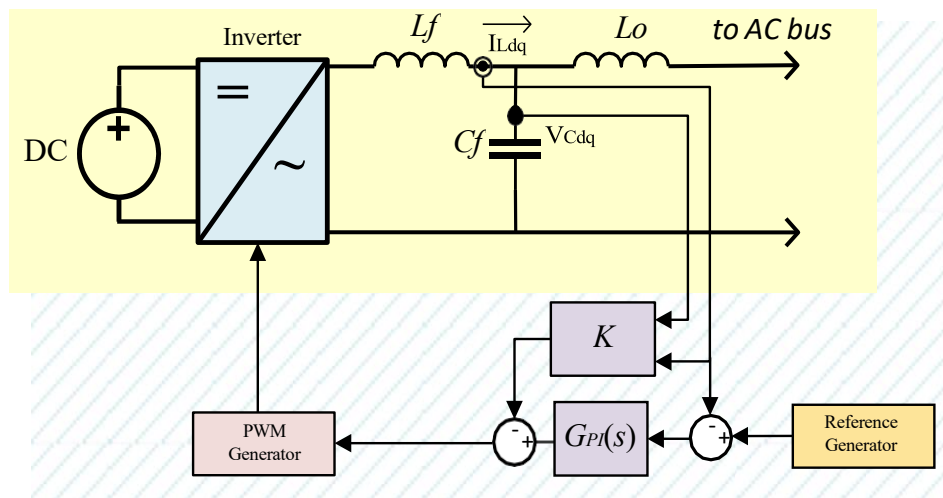 Inverter
Lf
ILdq
Lo
to AC bus
=
+
DC
~
Cf
VCdq
K
PWM
Generator
-
+
GPI(s)
-
+
Reference
Generator